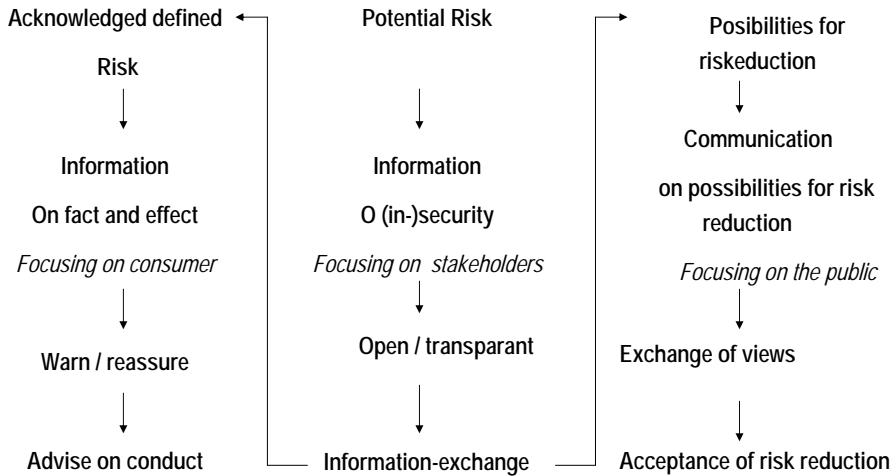 Acknowledged defined
Risk
Information
On fact and effect
Focusing on consumer
Warn / reassure
Advise on conduct
Potential Risk
Information
O (in-)security
Focusing on stakeholders
Open / transparant
Information-exchange
Posibilities for
riskeduction
Communication
on possibilities for risk
reduction
Focusing on the public
Exchange of views
Acceptance of risk reduction